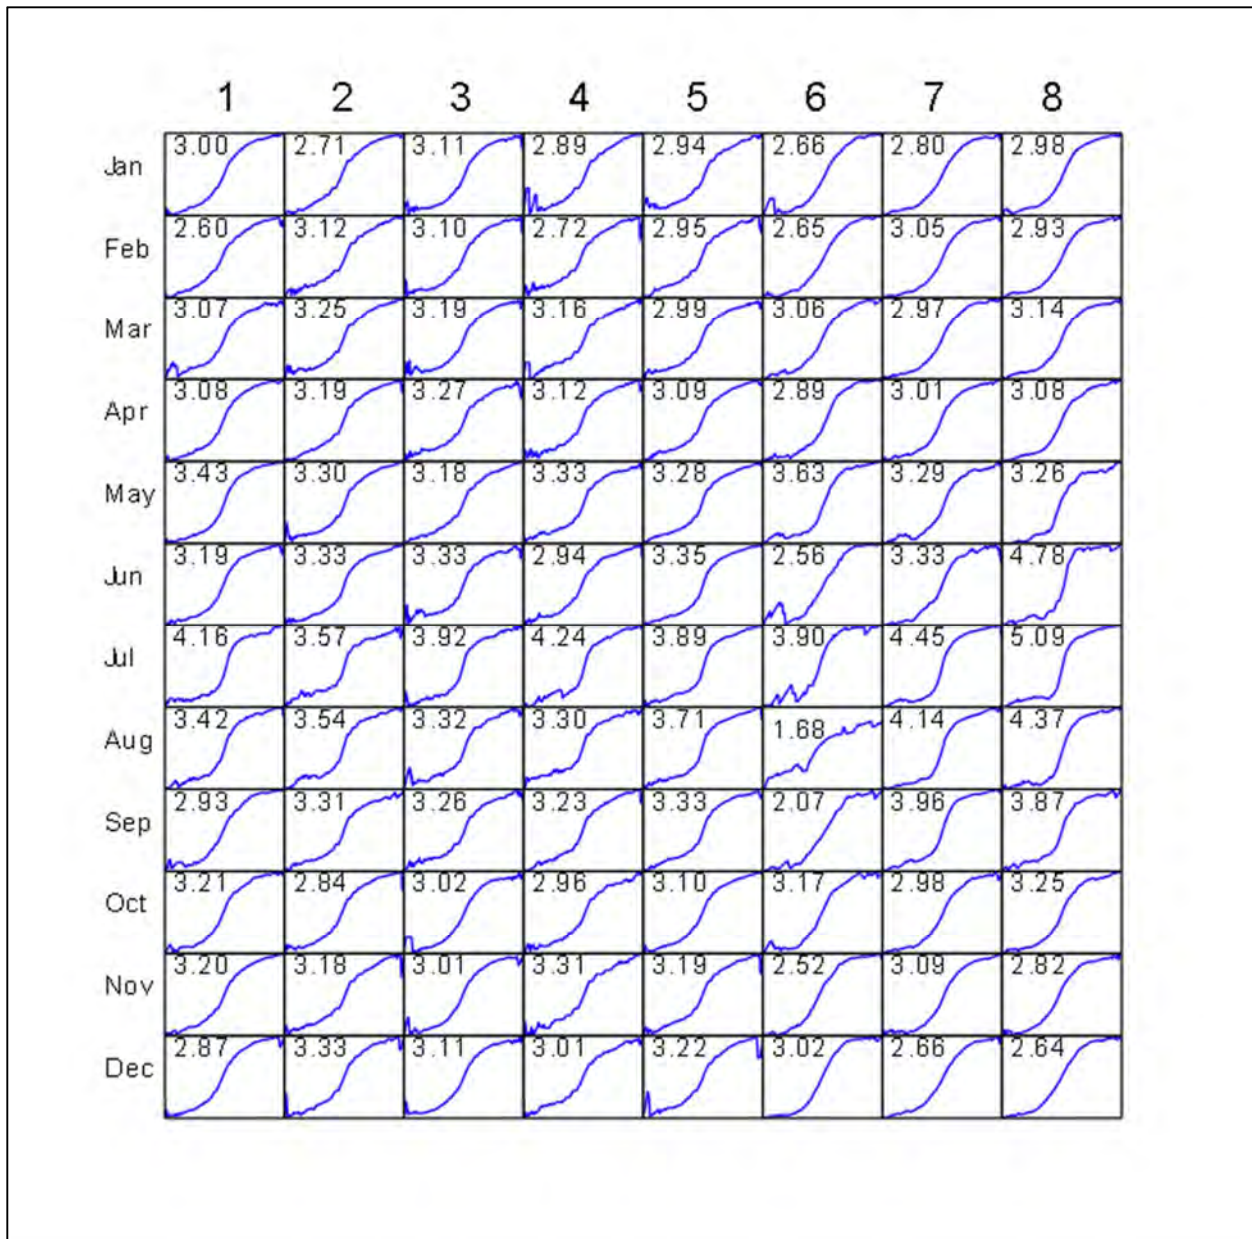 1 2 3 4 5 6 7 8
Jan 3.00 2.71 3.11 2.89 2.94 2.66 2.80 2.98
Feb 2.60 3.12 3.10 2.72 2.95 2.65 3.05 2.93
Mar 3.07 3.25 3.19 3.16 2.99 3.06 2.97 3.14
Apr 3.08 3.19 3.27 3.12 3.09 2.89 3.01 3.08
May 3.43 3.30 3.18 3.33 3.28 3.63 3.29 3.26
Jun 3.19 3.33 3.33 2.94 3.35 2.56 3.33 4.78
Jul 4.16 3.57 3.92 4.24 3.89 3.90 4.45 5.09
Aug 3.42 3.54 3.32 3.30 3.71 1.68 4.14 4.37
Sep 2.93 3.31 3.26 3.23 3.33 2.07 3.96 3.87
Oct 3.21 2.84 3.02 2.96 3.10 3.17 2.98 3.25
Nov 3.20 3.18 3.01 3.31 3.19 2.52 3.09 2.82
Dec 2.87 3.33 3.11 3.01 3.22 3.02 2.66 2.64